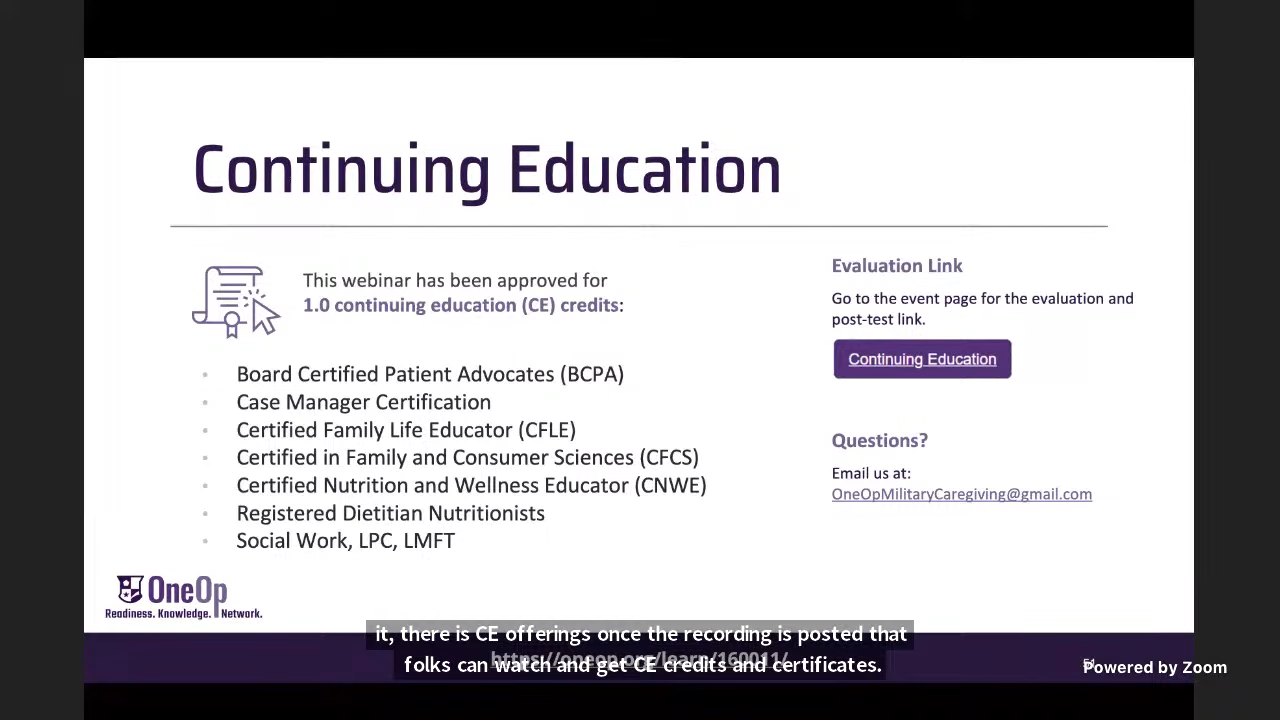 Continuing Education
This webinar has been approved for
1.0 continuing education (CE) credits:
Board Certified Patient Advocates (BCPA)
Case Manager Certification
Certified Family Life Educator (CFLE)
Certified in Family and Consumer Sciences (CFCS)
Certified Nutrition and Wellness Educator (CNWE)
Registered Dietitian Nutritionists
Social Work, LPC, LMFT
Evaluation Link
Go to the event page for the evaluation and
post-test link.
Continuing Education
Questions?
Email us at:
OneOpMilitaryCaregiving@gmail.com
OneOp
Readiness. Knowledge. Network.
it, there is CE offerings once the recording is posted that
folks can watch and get CE credits and certificates.
https://oneop.org/learn/160011/
Powered by Zoom